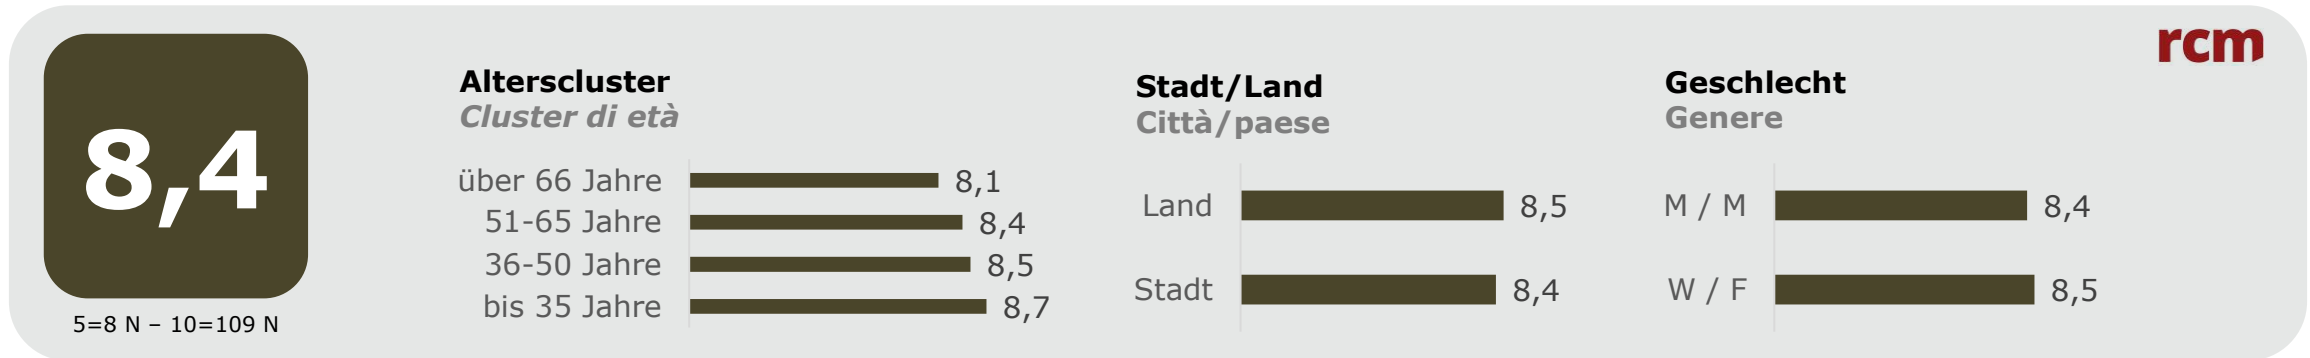 rcm
8,4
5=8 N – 10=109 N
Alterscluster
Cluster di età
über 66 Jahre 8,1
51-65 Jahre 8,4
36-50 Jahre 8,5
bis 35 Jahre 8,7
Stadt/Land
Città/paese
Land 8,5
Stadt 8,4
Geschlecht
Genere
M / M 8,4
W / F 8,5